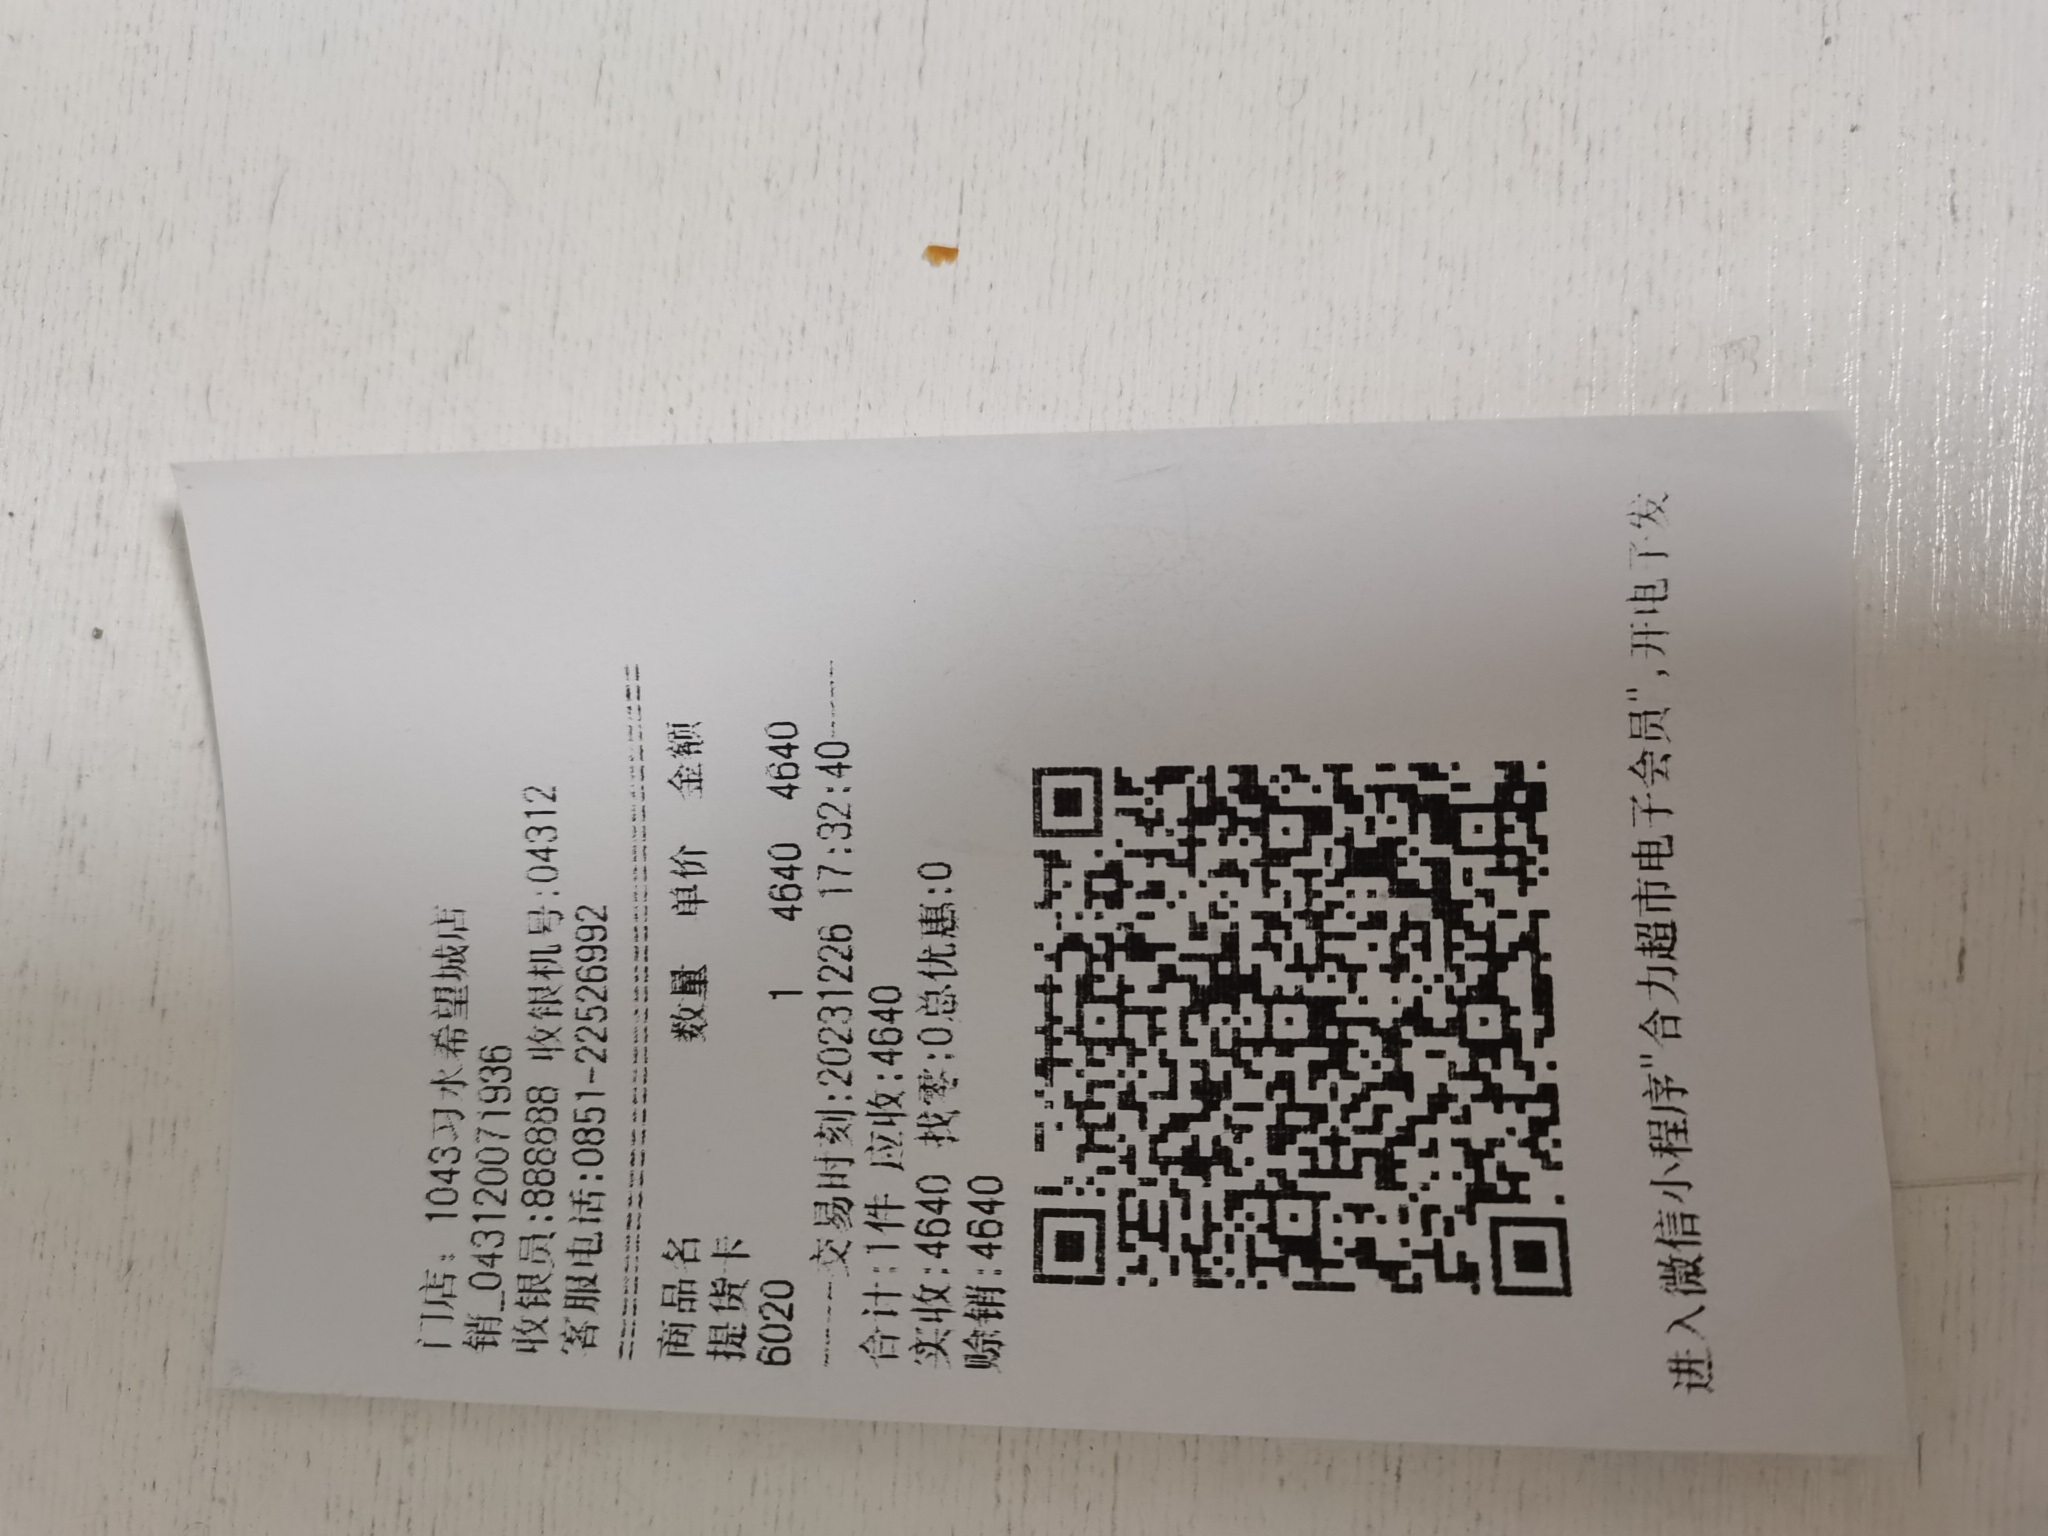 门店: 1043习水希望城店
销_0431200071936
收银员:888888 收银机号:04312
客服电话:0851-22526992
商品名 数量 单价 金额
提货卡
6020 1 4640 4640
交易时刻:20231226 17:32:40
合计:1件 应收:4640
实收:4640 找零:0总优惠:0
赊销:4640
进入微信小程序"合力超市电子会员",开电子发